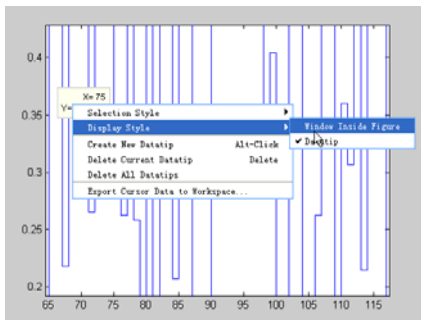 0.4
X= 75
Y=
0.35
Selection Style
Display Style
Window Inside Figure
Create New Datatip Alt-Click
Datatip
Delete Current Datatip Delete
Delete All Datatips
0.3
Export Cursor Data to Workspace...
0.25
0.2
65 70 75 80 85 90 95 100 105 110 115